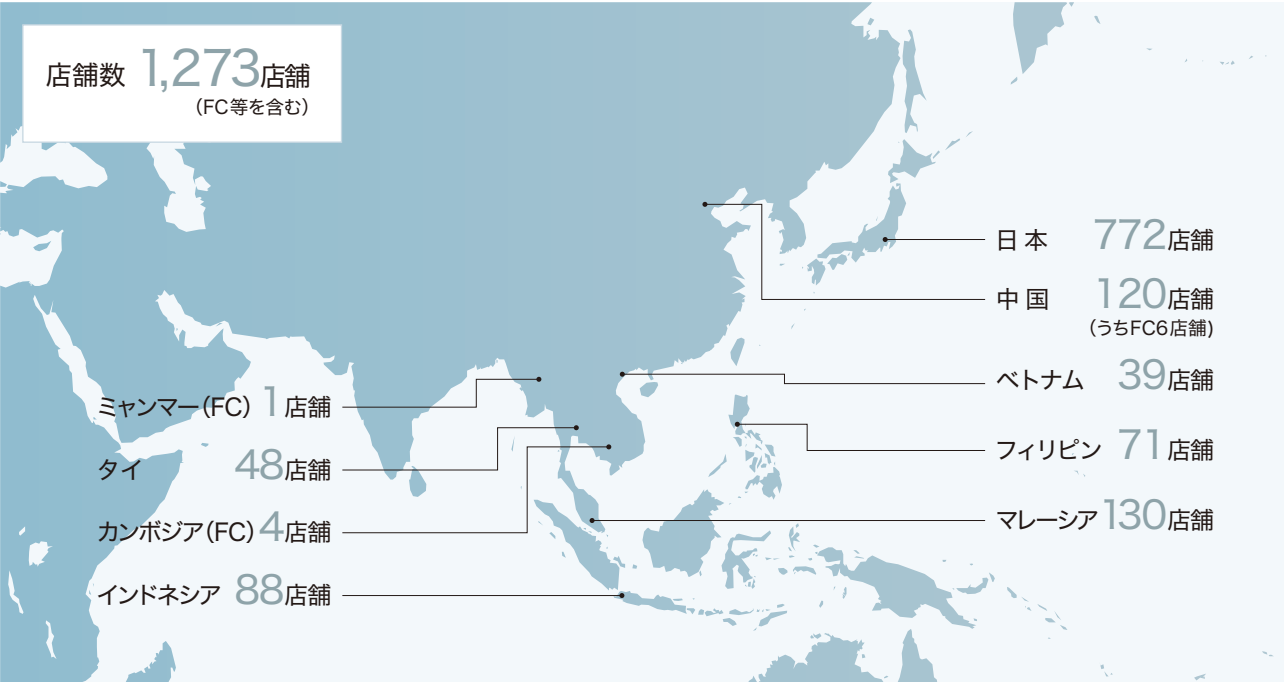 店舗数 1,273店舗
（FC等を含む）
日本 772店舗
中国 120店舗
（うちFC6店舗)
ベトナム 39店舗
フィリピン 71店舗
マレーシア 130店舗
ミャンマー（FC） 1店舗
タイ 48店舗
カンボジア（FC） 4店舗
インドネシア 88店舗